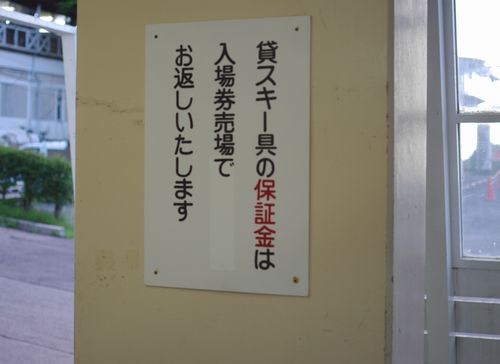 貸スキー具の保証金は
入場券売場で
お返しいたします